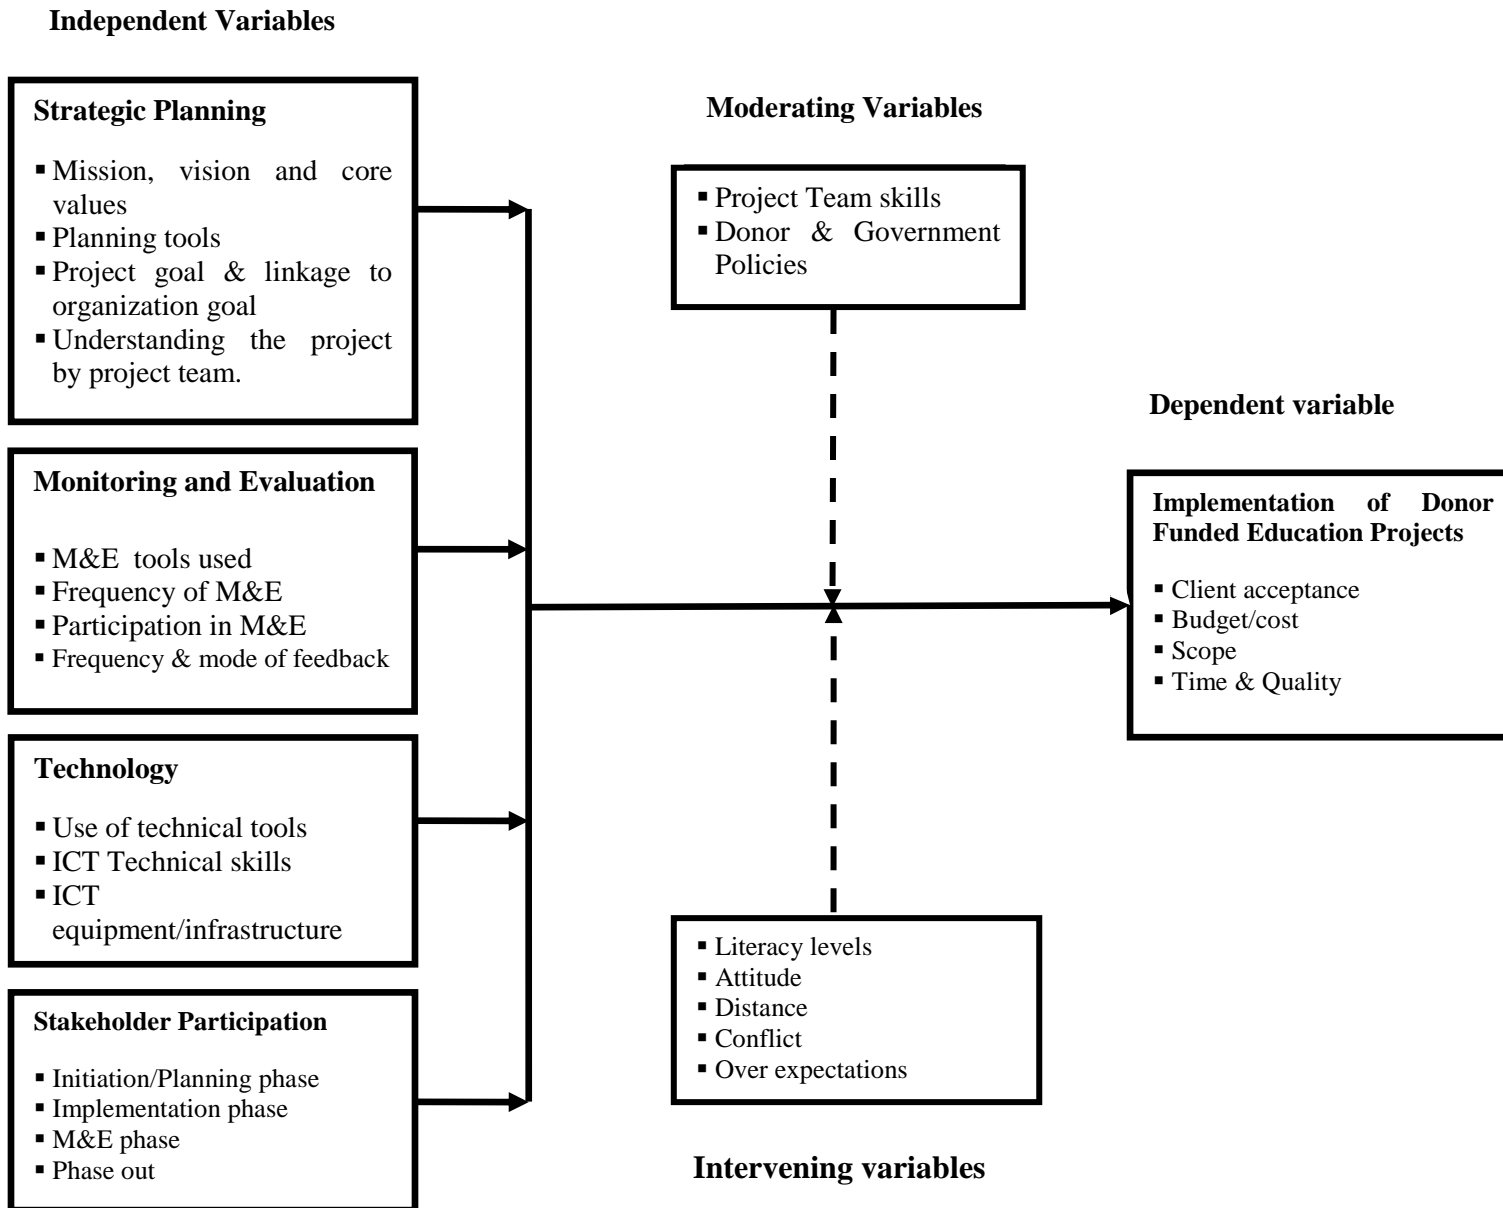 Independent Variables
Strategic Planning
▪ Mission, vision and core
values
▪ Planning tools
▪ Project goal & linkage to
organization goal
▪ Understanding the project
by project team.
Monitoring and Evaluation
▪ M&E tools used
▪ Frequency of M&E
▪ Participation in M&E
▪ Frequency & mode of feedback
Technology
▪ Use of technical tools
▪ ICT Technical skills
▪ ICT
equipment/infrastructure
Stakeholder Participation
▪ Initiation/Planning phase
▪ Implementation phase
▪ M&E phase
▪ Phase out
Moderating Variables
▪ Project Team skills
▪ Donor & Government
Policies
▪ Literacy levels
▪ Attitude
▪ Distance
▪ Conflict
▪ Over expectations
Intervening variables
Dependent variable
Implementation of Donor
Funded Education Projects
▪ Client acceptance
▪ Budget/cost
▪ Scope
▪ Time & Quality